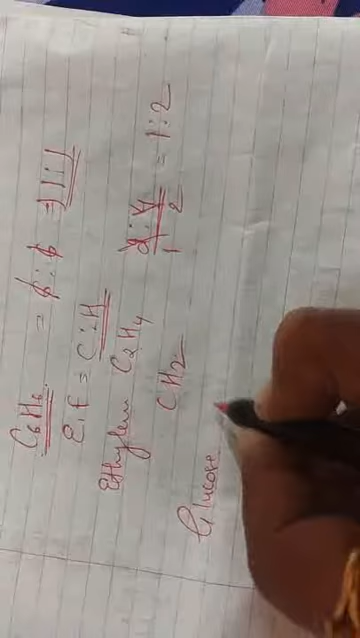 C₆H₆ = 6:6 = 1:1
E.F = C:H
Ethylene C₂H₄ 2:4 = 1:2
1 2
CH₂
Glucose